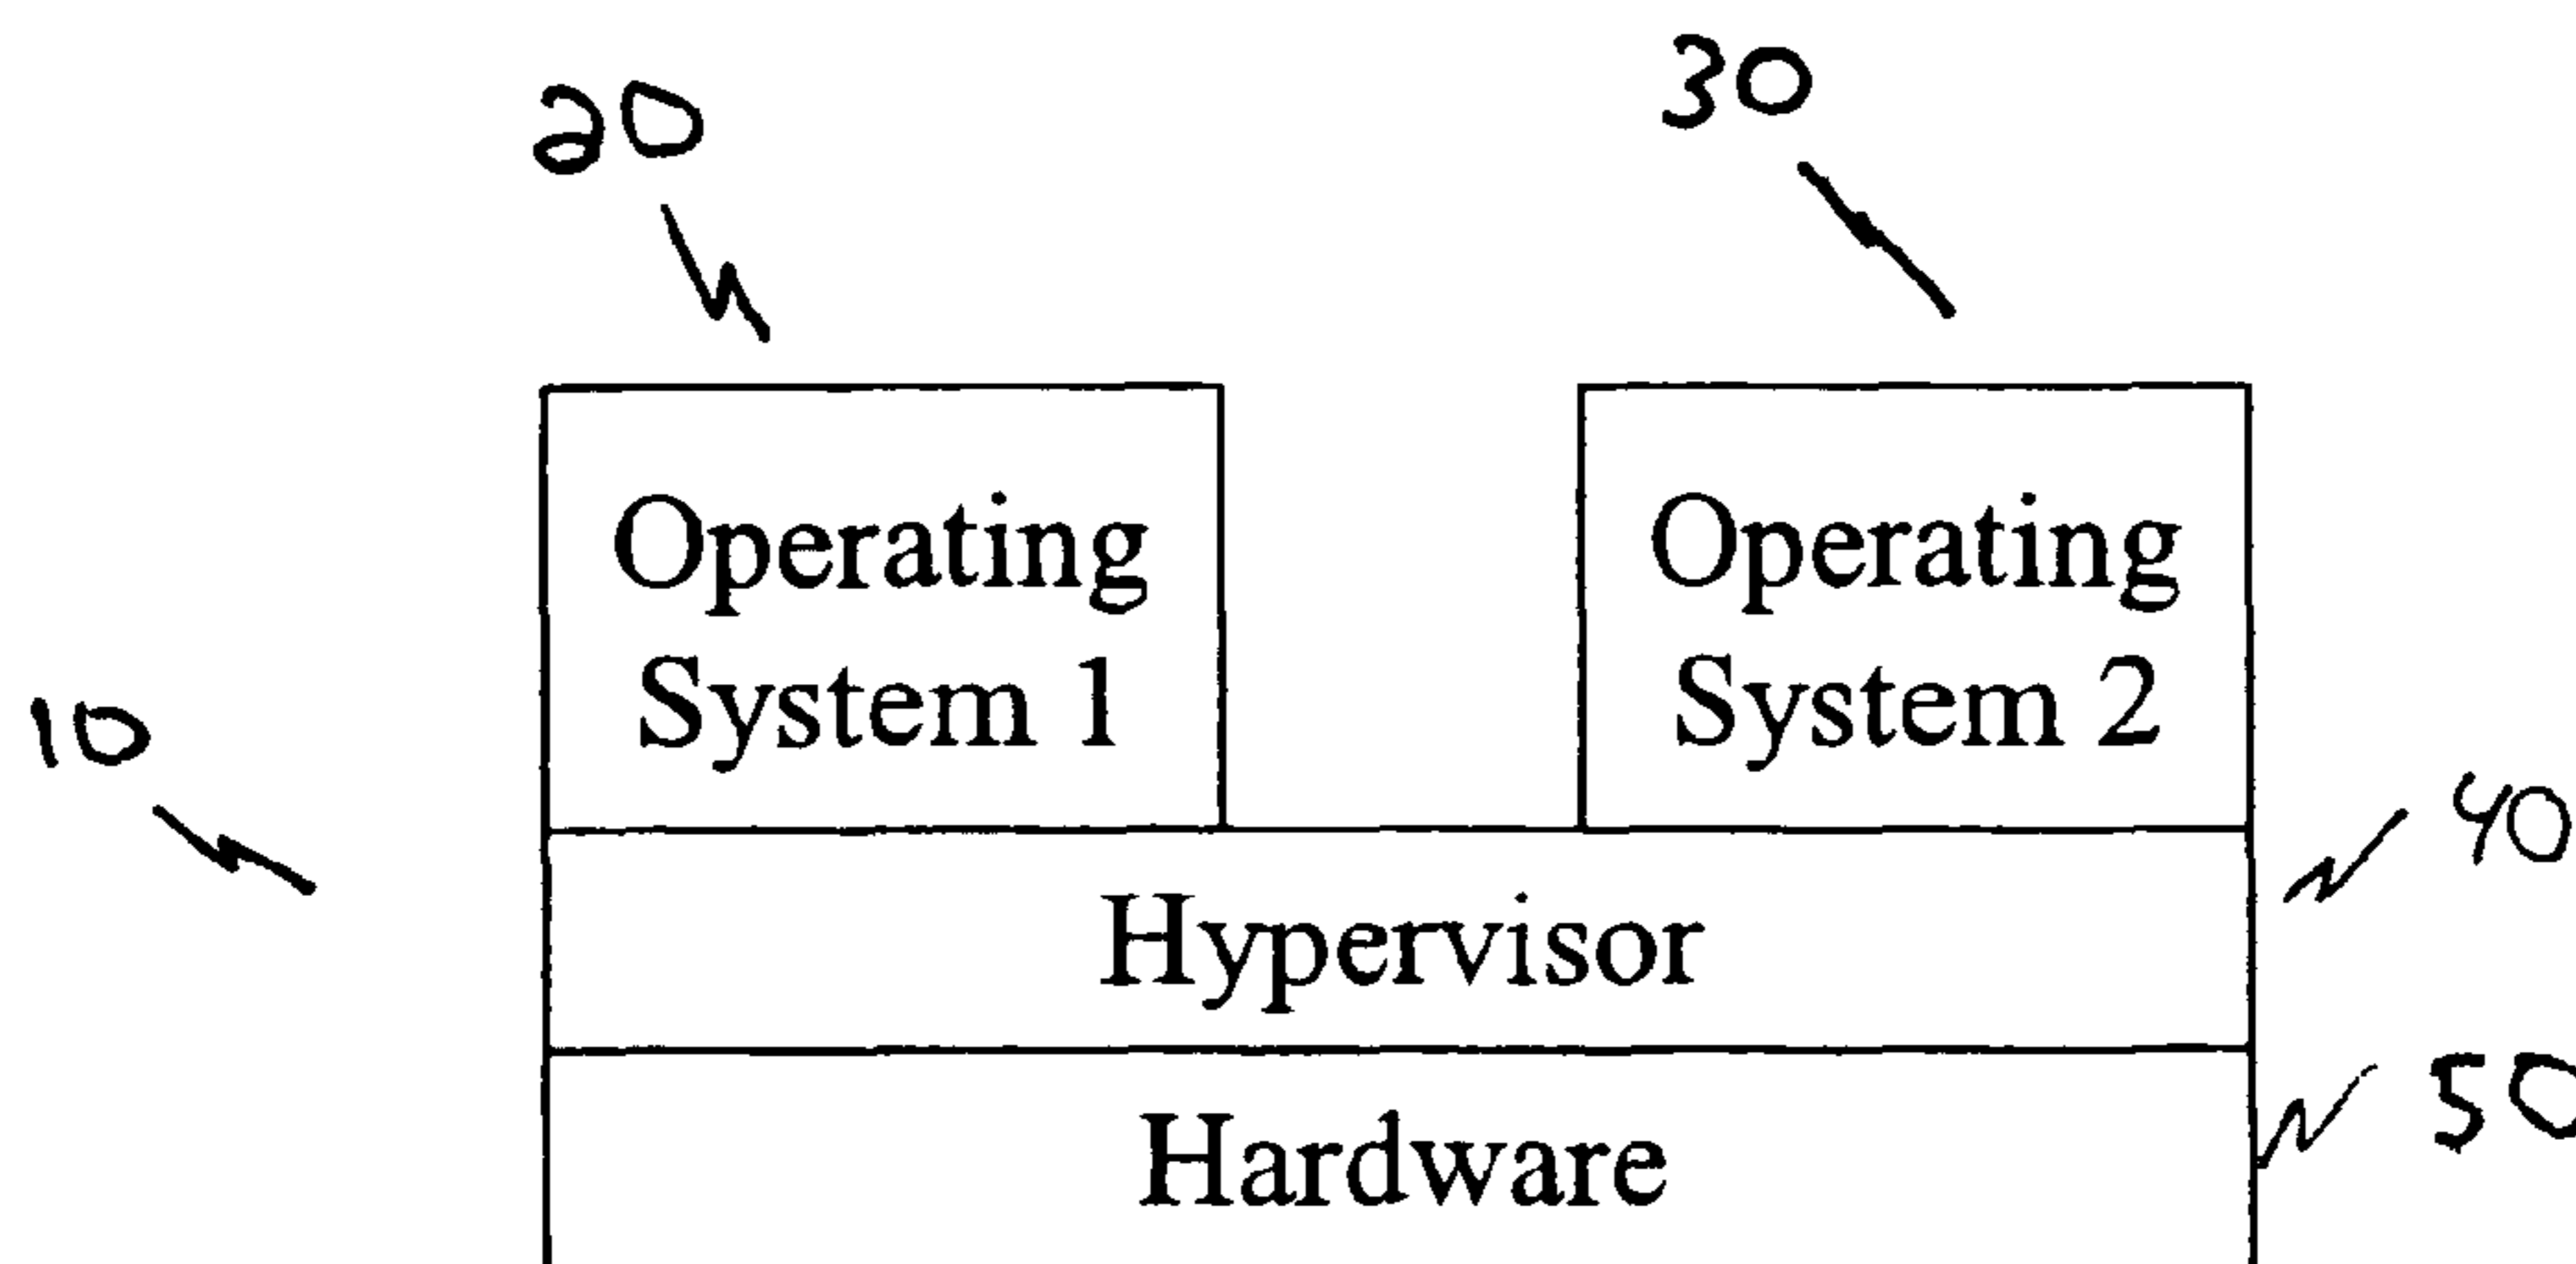 20
30
Operating
System 1
Operating
System 2
10
40
Hypervisor
50
Hardware